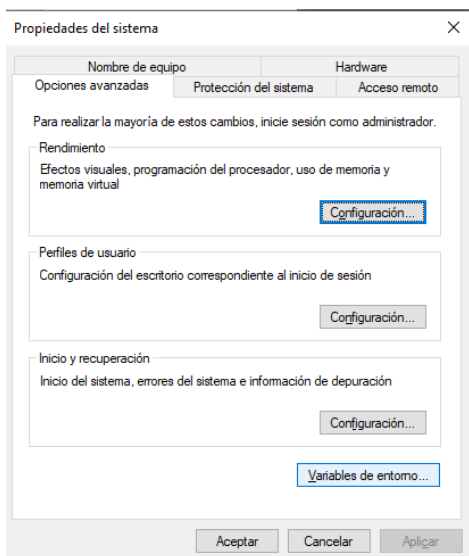 Propiedades del sistema
Nombre de equipo
Hardware
Opciones avanzadas
Protección del sistema
Acceso remoto
Para realizar la mayoría de estos cambios, inicie sesión como administrador.
Rendimiento
Efectos visuales, programación del procesador, uso de memoria y
memoria virtual
Configuración...
Perfiles de usuario
Configuración del escritorio correspondiente al inicio de sesión
Configuración...
Inicio y recuperación
Inicio del sistema, errores del sistema e información de depuración
Configuración...
Variables de entorno...
Aceptar
Cancelar
Aplicar